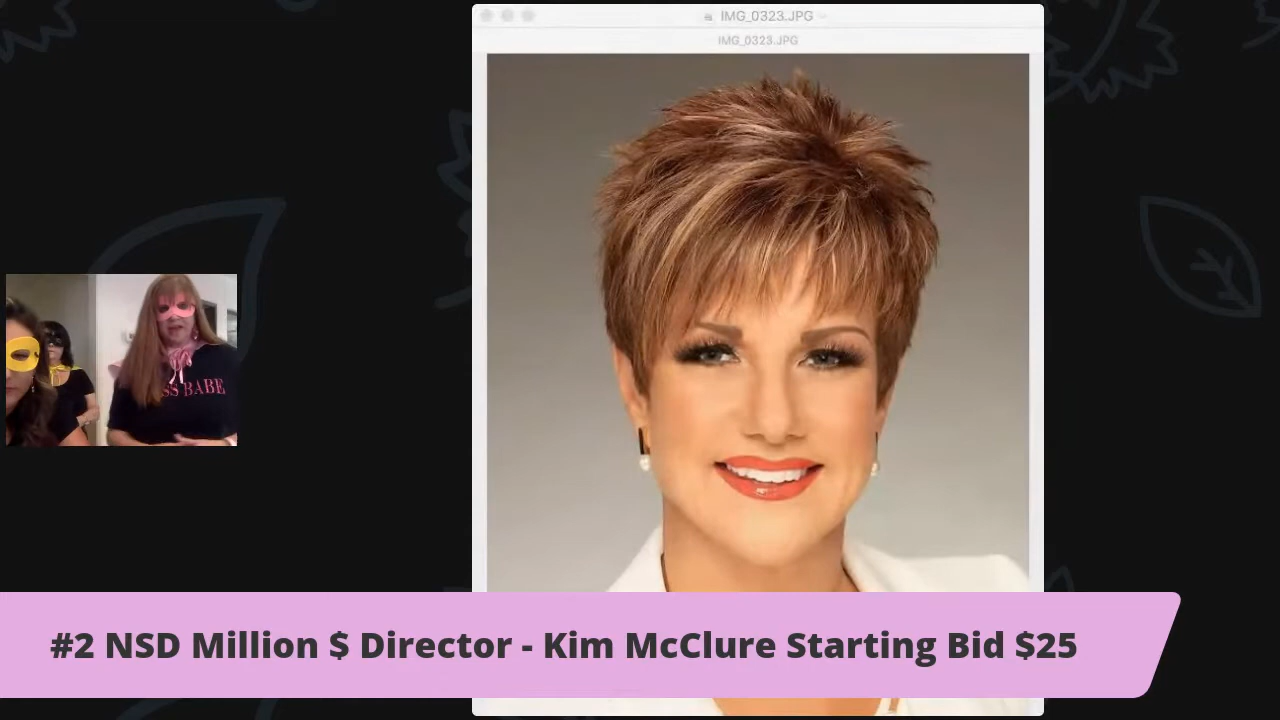 IMG_0323.JPG
IMG_0323.JPG
SS BABE
#2 NSD Million $ Director - Kim McClure Starting Bid $25